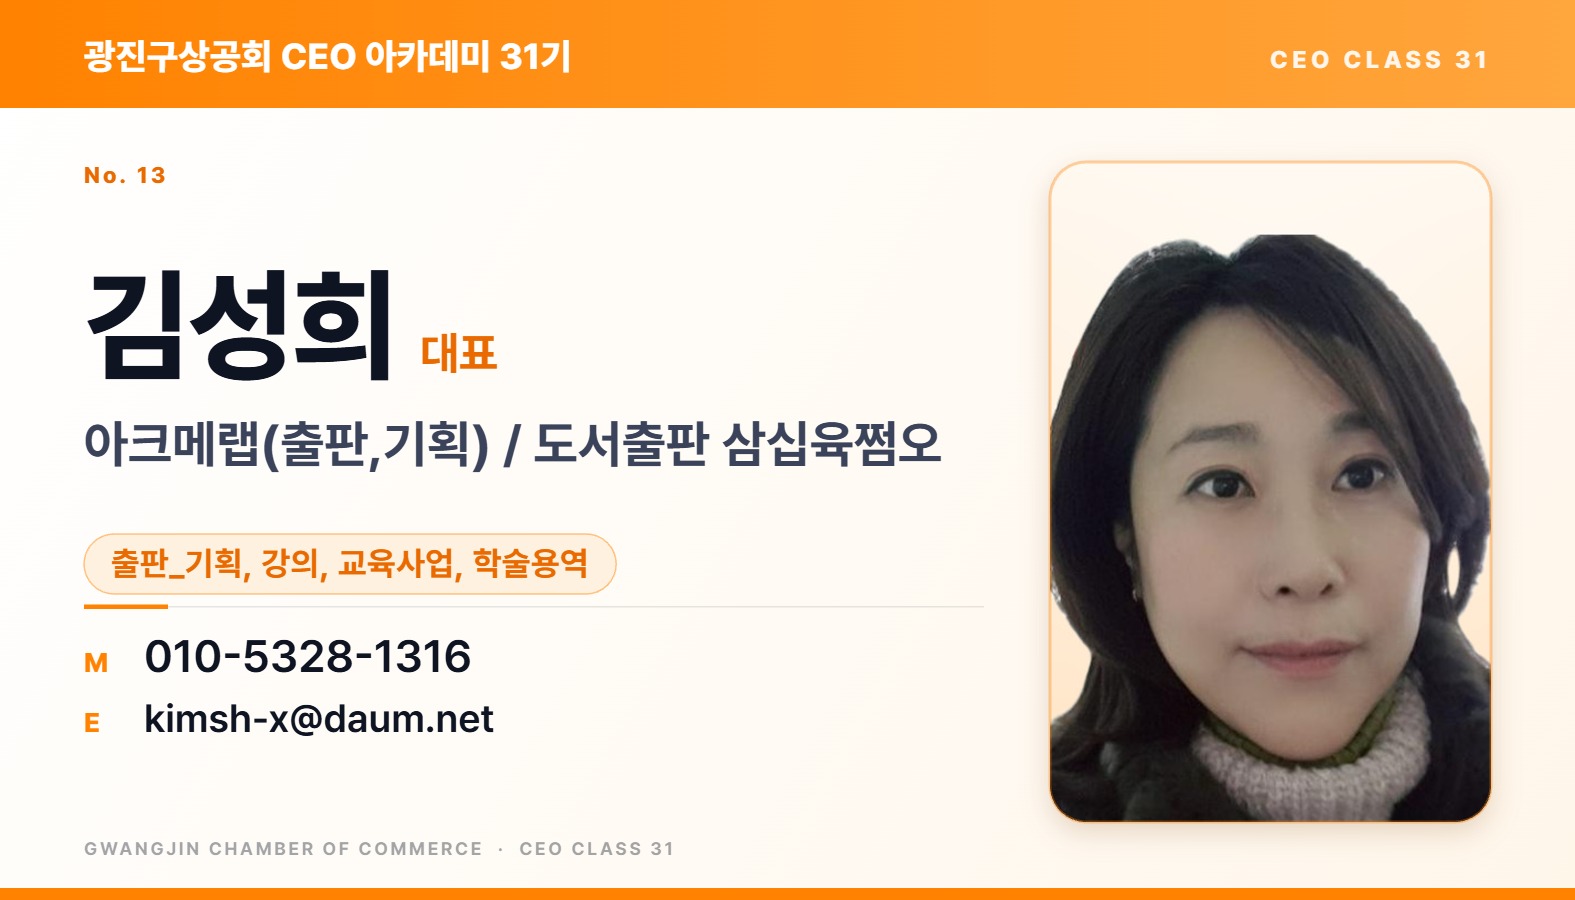 광진구상공회 CEO 아카데미 31기
CEO CLASS 31
No. 13
김성희 대표
아크메랩(출판,기획) / 도서출판 삼십육쩜오
출판_기획, 강의, 교육사업, 학술용역
M 010-5328-1316
E kimsh-x@daum.net
GWANGJIN CHAMBER OF COMMERCE · CEO CLASS 31